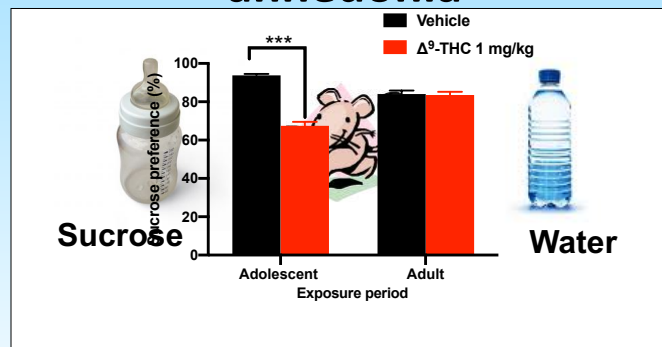 Vehicle
Δ⁹-THC 1 mg/kg
***
Sucrose preference (%)
100
80
60
40
20
0
Sucrose
Water
Adolescent
Adult
Exposure period